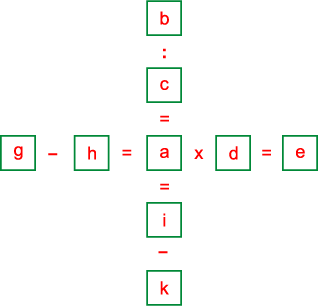 b
:
c
=
g – h = a x d = e
=
i
–
k